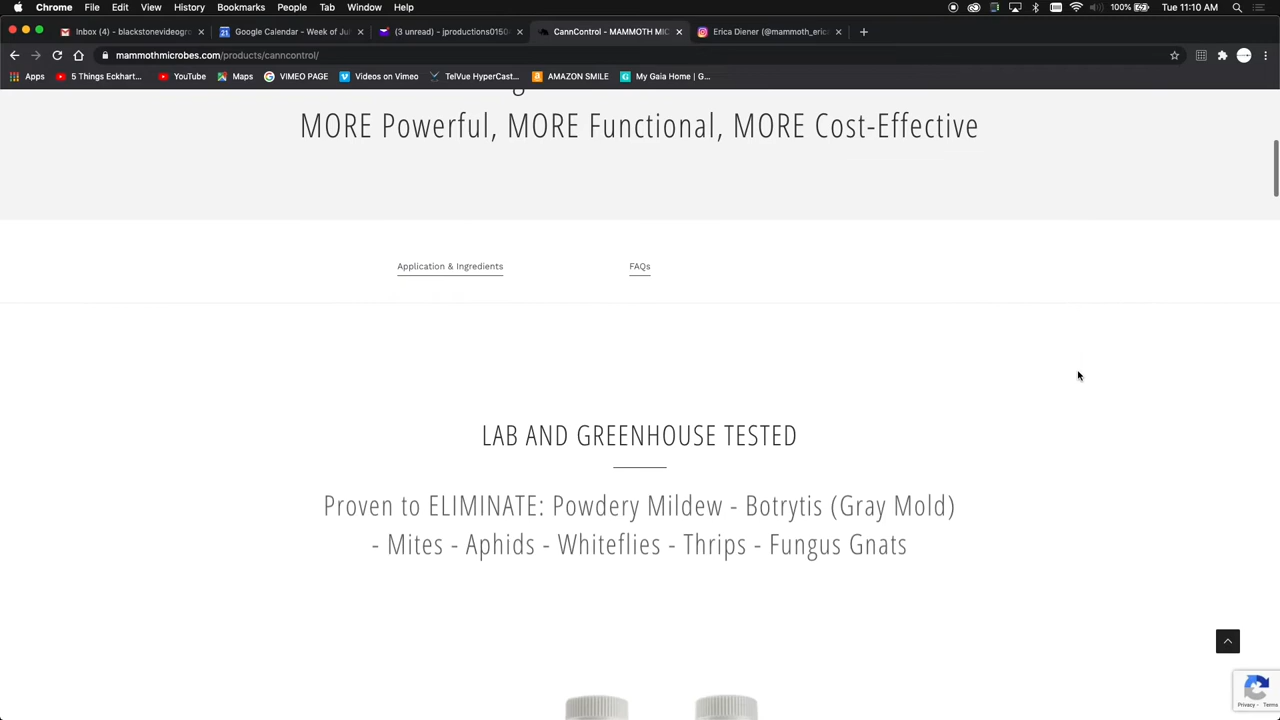 Chrome File Edit View History Bookmarks People Tab Window Help 100% Tue 11:10 AM
Inbox (4) - blackstonevideogr Google Calendar - Week of Jul (3 unread) - jproductions0150 CannControl - MAMMOTH MIC Erica Diener (@mammoth_eric
mammothmicrobes.com/products/canncontrol/
Apps 5 Things Eckhart... YouTube Maps VIMEO PAGE Videos on Vimeo TelVue HyperCast... AMAZON SMILE My Gaia Home | G...
MORE Powerful, MORE Functional, MORE Cost-Effective
Application & Ingredients FAQs
LAB AND GREENHOUSE TESTED
Proven to ELIMINATE: Powdery Mildew - Botrytis (Gray Mold)
- Mites - Aphids - Whiteflies - Thrips - Fungus Gnats
Privacy - Terms